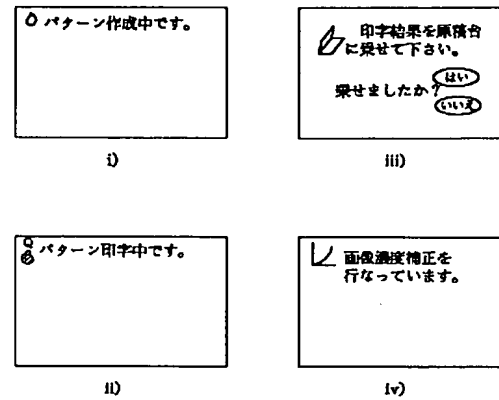 パターン作成中です。
i)
印字結果を原稿台
に乗せて下さい。
乗せましたか?
はい
いいえ
iii)
パターン印字中です。
ii)
画像濃度補正を
行なっています。
iv)